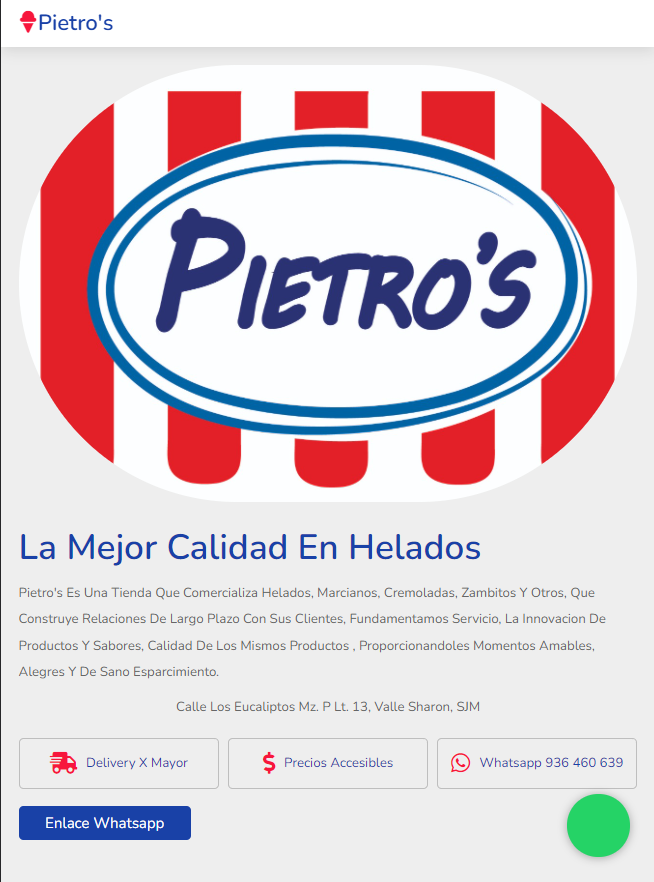 Pietro's
PIETRO'S
La Mejor Calidad En Helados
Pietro's Es Una Tienda Que Comercializa Helados, Marcianos, Cremoladas, Zambitos Y Otros, Que
Construye Relaciones De Largo Plazo Con Sus Clientes, Fundamentamos Servicio, La Innovacion De
Productos Y Sabores, Calidad De Los Mismos Productos , Proporcionandoles Momentos Amables,
Alegres Y De Sano Esparcimiento.
Calle Los Eucaliptos Mz. P Lt. 13, Valle Sharon, SJM
Delivery X Mayor
Precios Accesibles
Whatsapp 936 460 639
Enlace Whatsapp